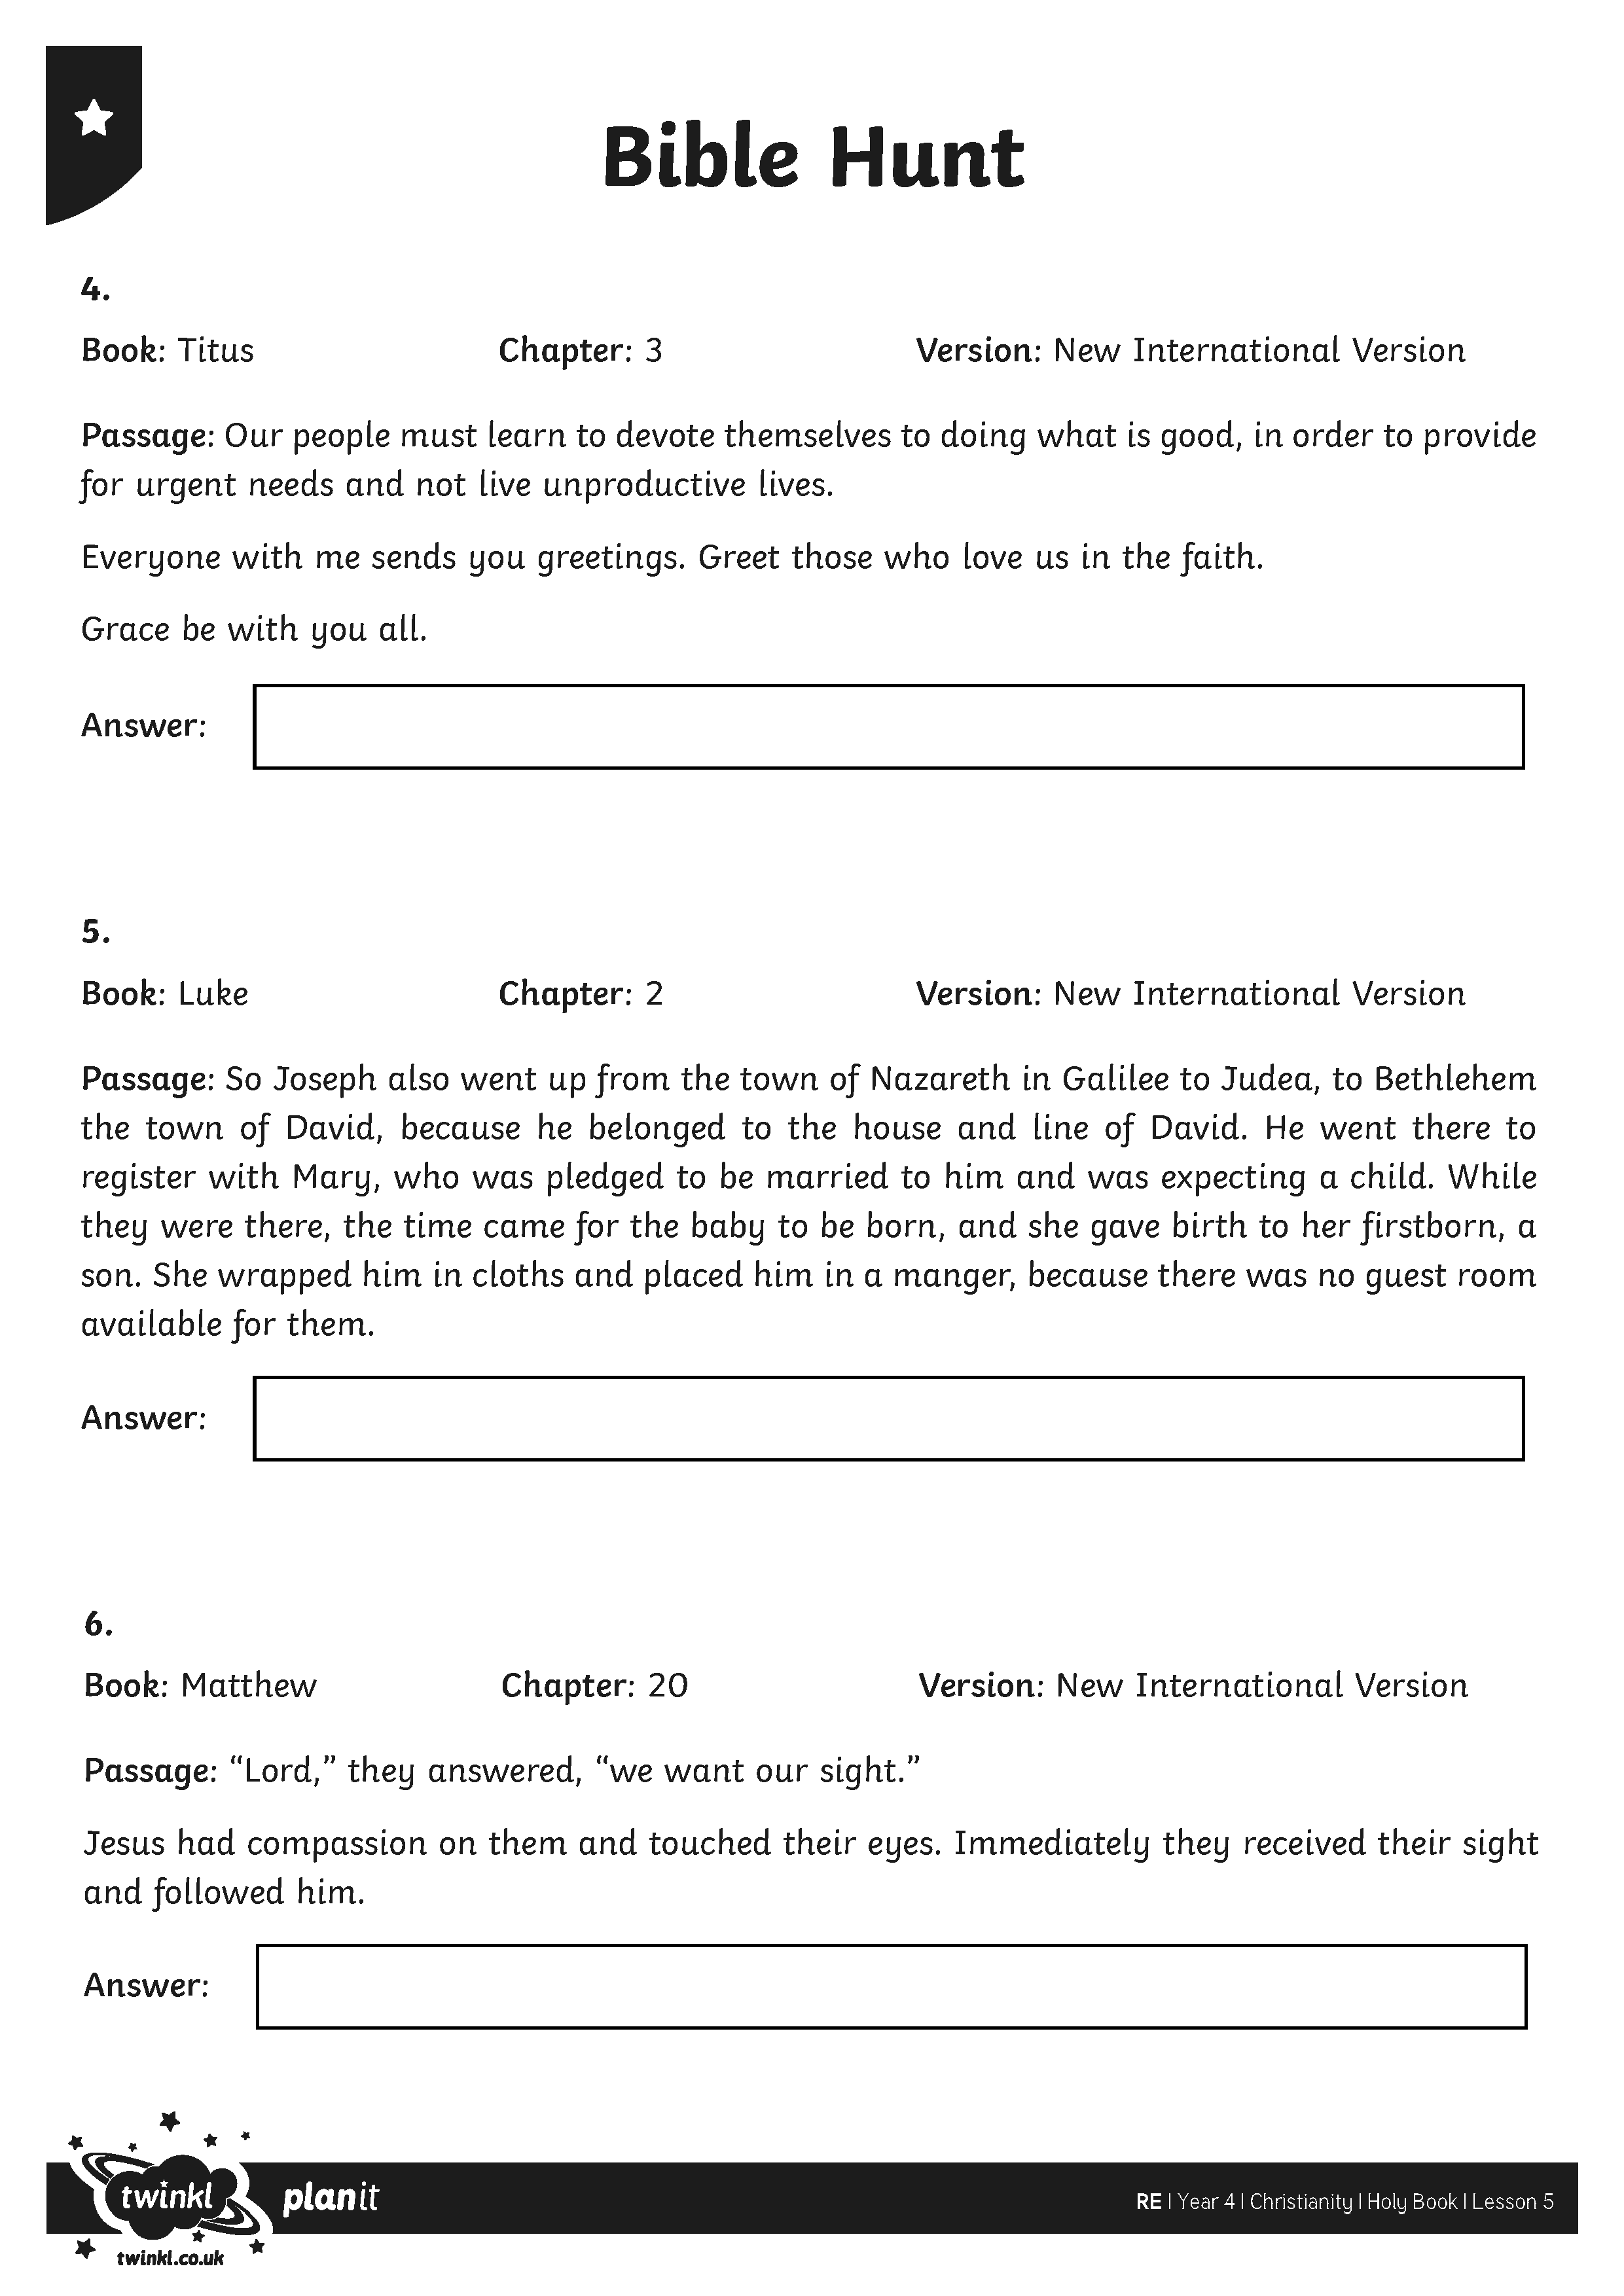 Bible Hunt
4.
Book: Titus Chapter: 3 Version: New International Version
Passage: Our people must learn to devote themselves to doing what is good, in order to provide
for urgent needs and not live unproductive lives.
Everyone with me sends you greetings. Greet those who love us in the faith.
Grace be with you all.
Answer:
5.
Book: Luke Chapter: 2 Version: New International Version
Passage: So Joseph also went up from the town of Nazareth in Galilee to Judea, to Bethlehem
the town of David, because he belonged to the house and line of David. He went there to
register with Mary, who was pledged to be married to him and was expecting a child. While
they were there, the time came for the baby to be born, and she gave birth to her firstborn, a
son. She wrapped him in cloths and placed him in a manger, because there was no guest room
available for them.
Answer:
6.
Book: Matthew Chapter: 20 Version: New International Version
Passage: “Lord,” they answered, “we want our sight.”
Jesus had compassion on them and touched their eyes. Immediately they received their sight
and followed him.
Answer:
twinkl planit
RE | Year 4 | Christianity | Holy Book | Lesson 5
twinkl.co.uk